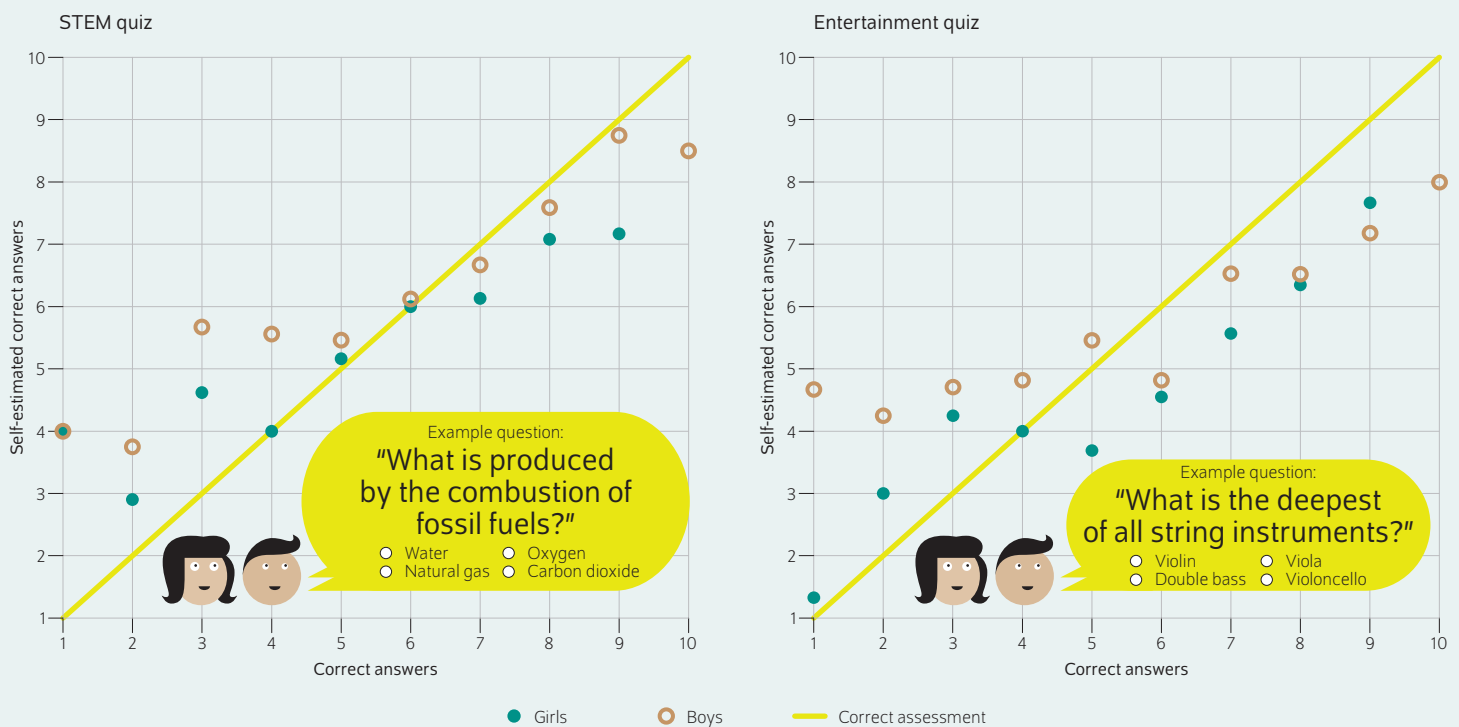 STEM quiz
10
9
8
7
6
5
4
3
2
1
Self-estimated correct answers
1 2 3 4 5 6 7 8 9 10
Correct answers
Example question:
"What is produced
by the combustion of
fossil fuels?"
Water Oxygen
Natural gas Carbon dioxide
Entertainment quiz
10
9
8
7
6
5
4
3
2
1
Self-estimated correct answers
1 2 3 4 5 6 7 8 9 10
Correct answers
Example question:
"What is the deepest
of all string instruments?"
Violin Viola
Double bass Violoncello
Girls Boys Correct assessment